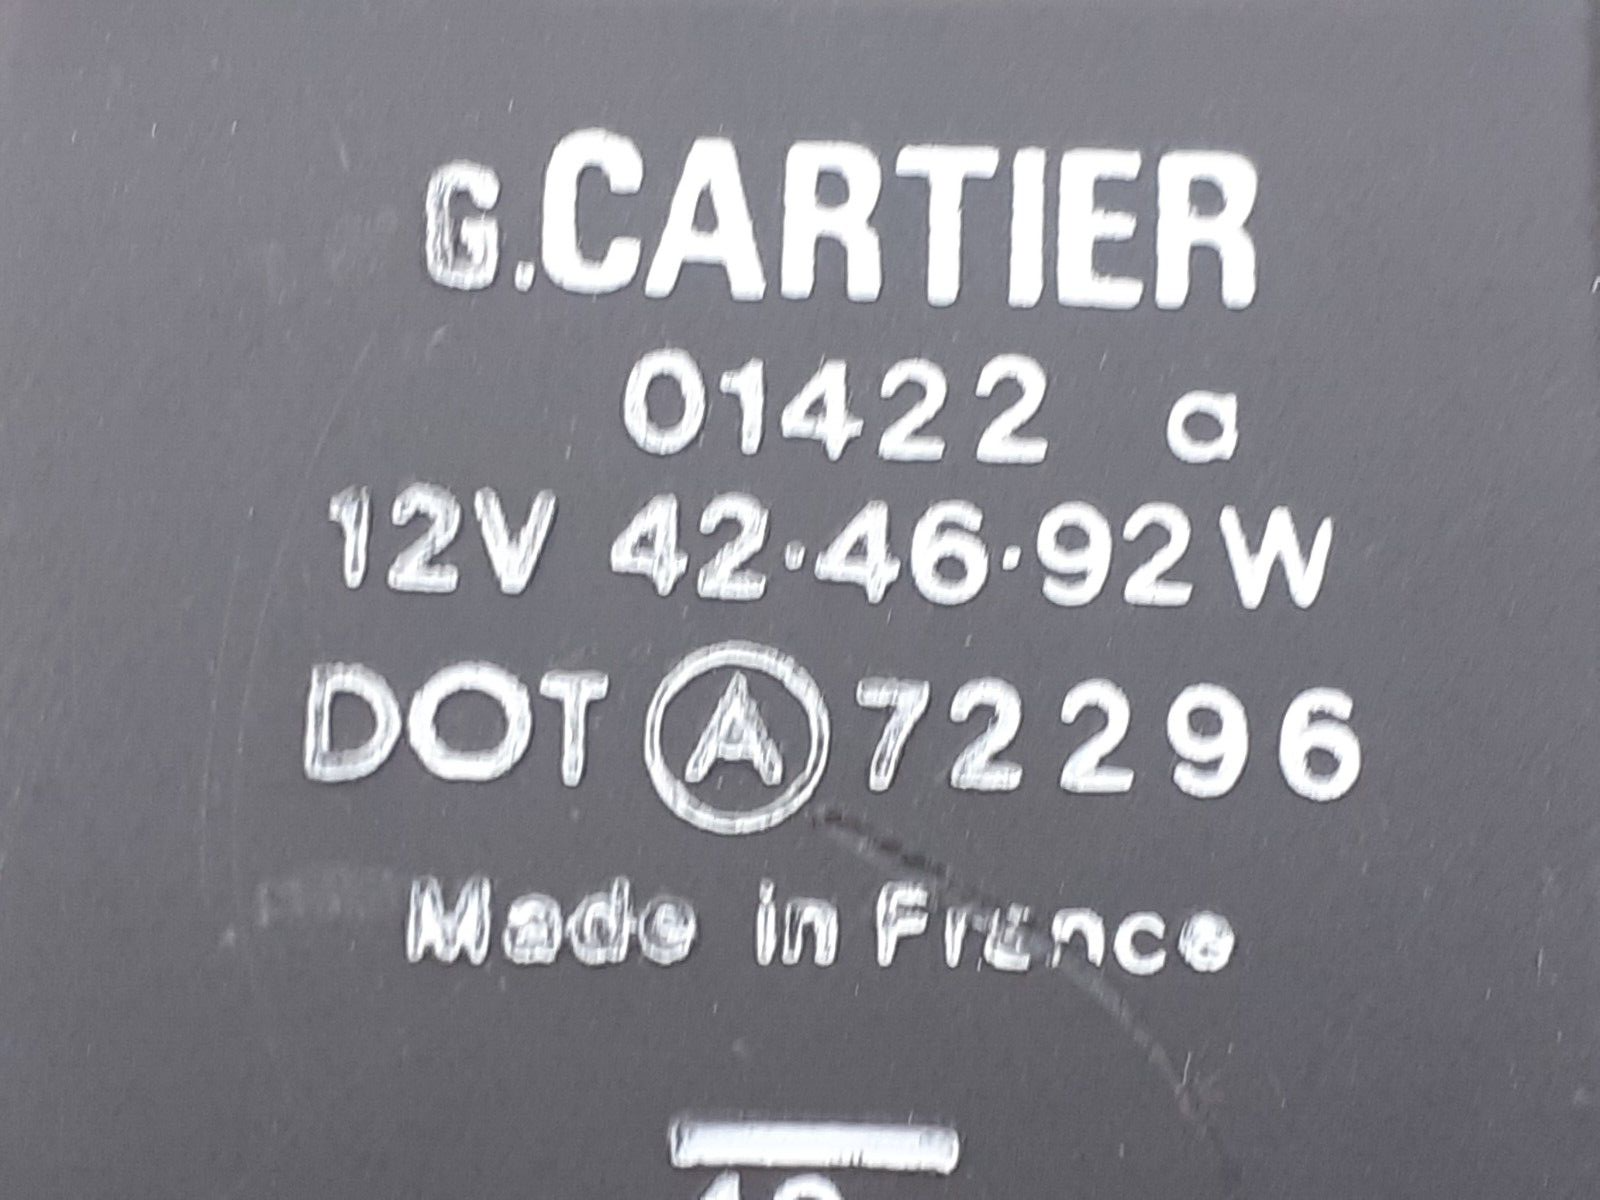 G.CARTIER
01422 a
12V 42·46·92W
DOT Ⓐ 72296
Made in France